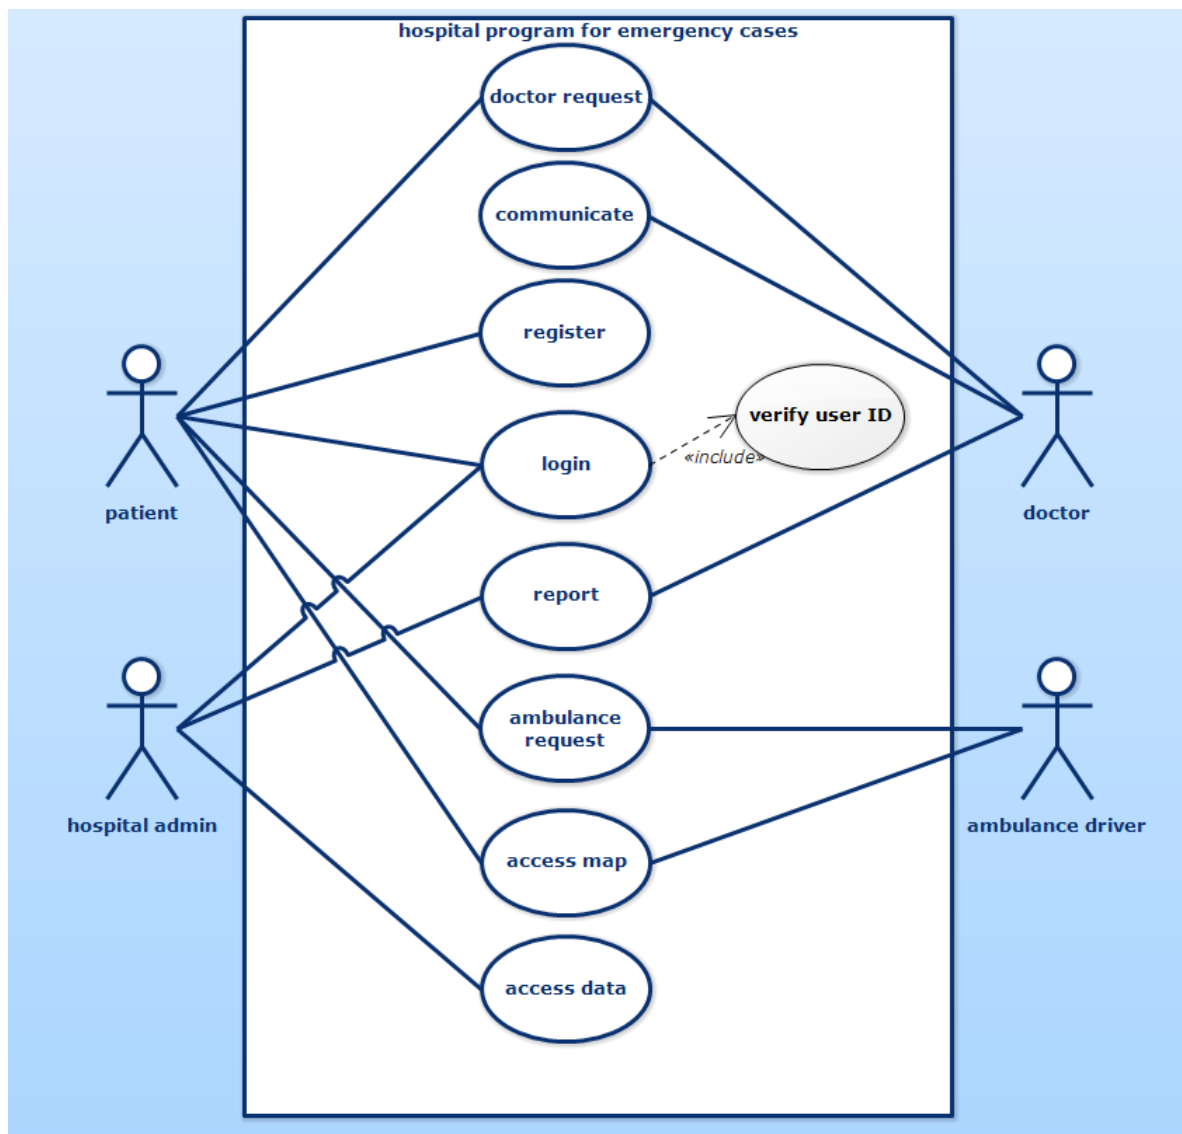 hospital program for emergency cases
doctor request
communicate
register
verify user ID
login
«include»
patient
doctor
report
ambulance
request
hospital admin
ambulance driver
access map
access data